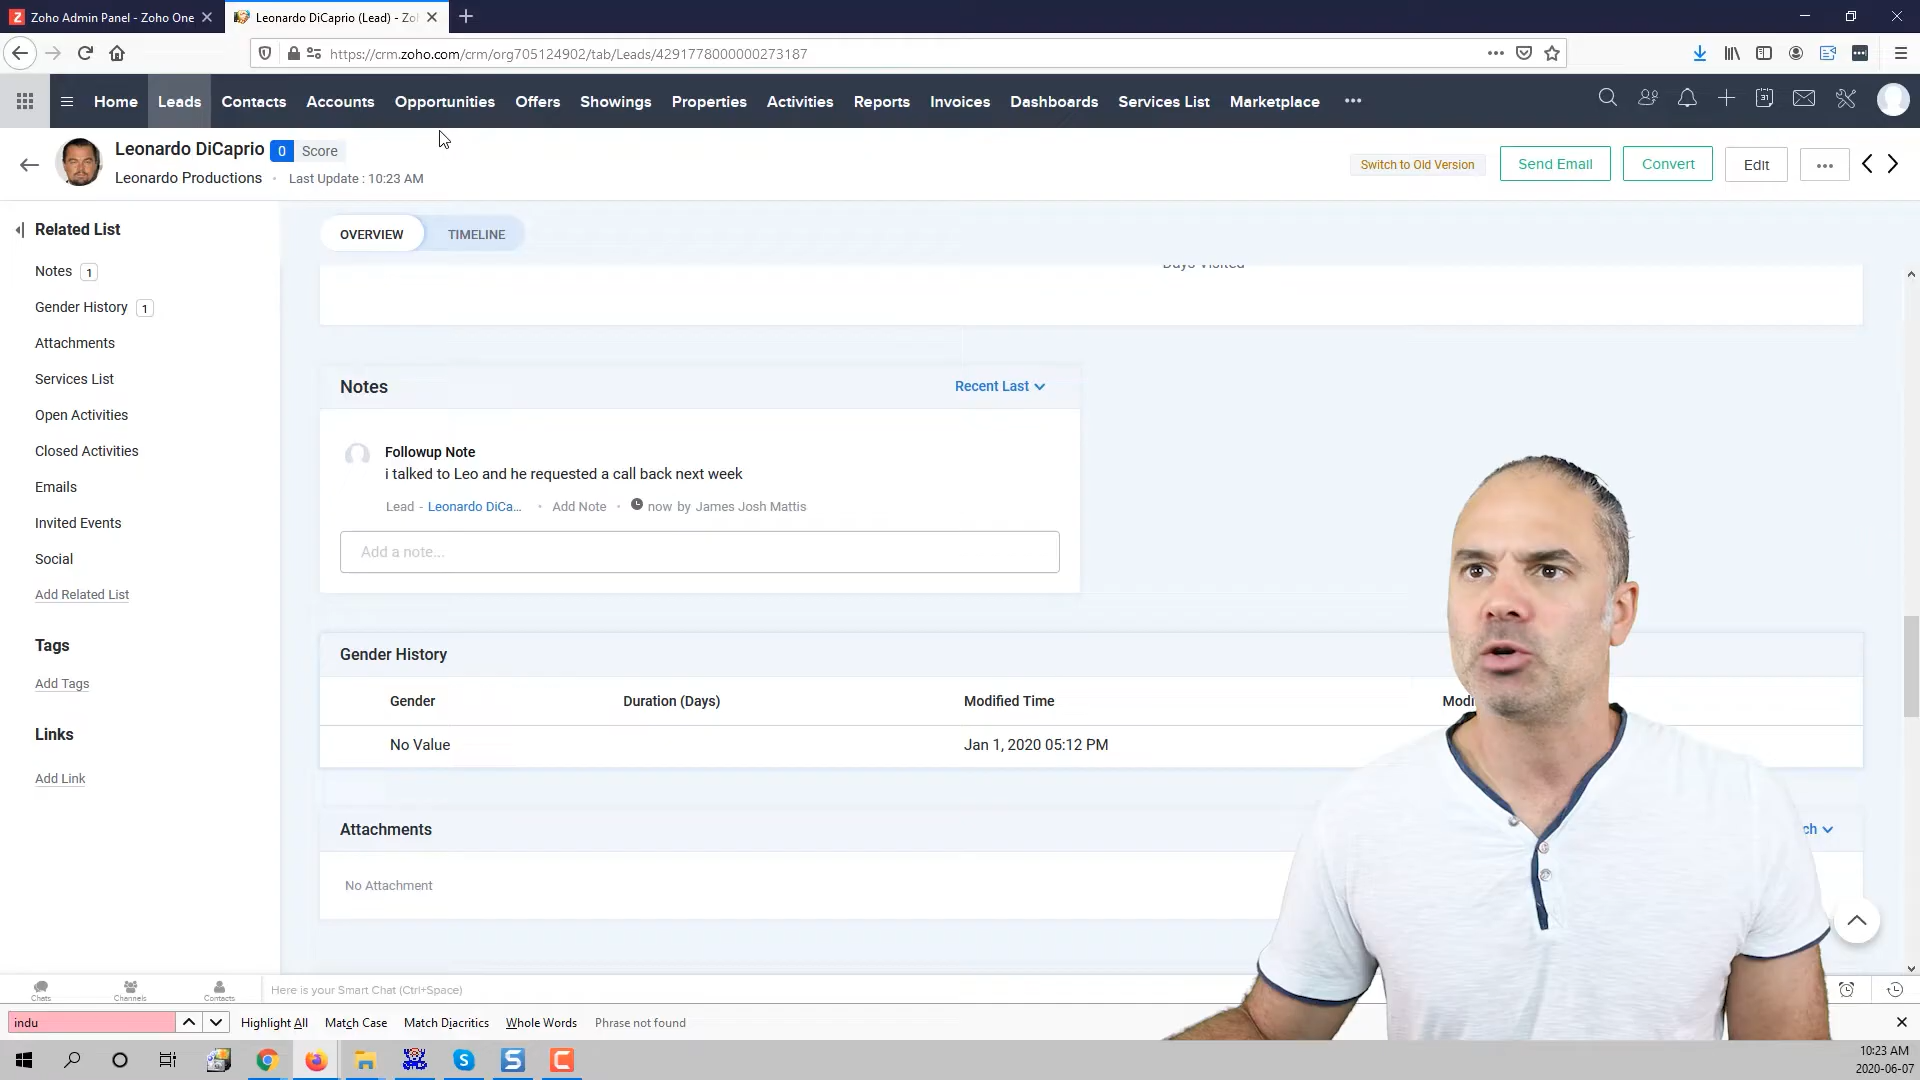 Zoho Admin Panel - Zoho One
Leonardo DiCaprio (Lead) - Zo
https://crm.zoho.com/crm/org705124902/tab/Leads/4291778000000273187
Home Leads Contacts Accounts Opportunities Offers Showings Properties Activities Reports Invoices Dashboards Services List Marketplace
Leonardo DiCaprio 0 Score
Leonardo Productions • Last Update : 10:23 AM
Switch to Old Version
Send Email
Convert
Edit
Related List
Notes 1
Gender History 1
Attachments
Services List
Open Activities
Closed Activities
Emails
Invited Events
Social
Add Related List
Tags
Add Tags
Links
Add Link
OVERVIEW TIMELINE
Days Visited
Notes
Recent Last
Followup Note
i talked to Leo and he requested a call back next week
Lead - Leonardo DiCa... • Add Note • now by James Josh Mattis
Add a note...
Gender History
Gender Duration (Days) Modified Time
No Value Jan 1, 2020 05:12 PM
Attachments
No Attachment
Chats Channels Contacts
Here is your Smart Chat (Ctrl+Space)
indu
Highlight All Match Case Match Diacritics Whole Words Phrase not found
10:23 AM
2020-06-07